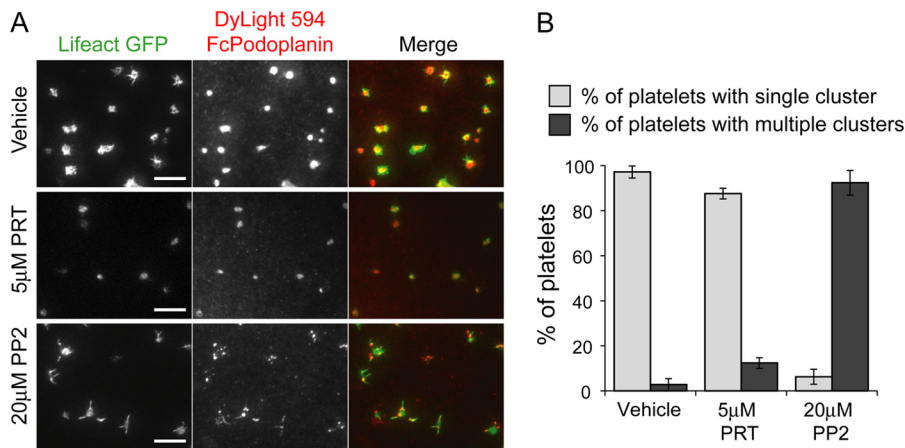 A
DyLight 594
Lifeact GFP FcPodoplanin Merge
Vehicle
5μM PRT
20μM PP2
B
% of platelets with single cluster
% of platelets with multiple clusters
% of platelets
100
80
60
40
20
0
Vehicle 5μM 20μM
PRT PP2